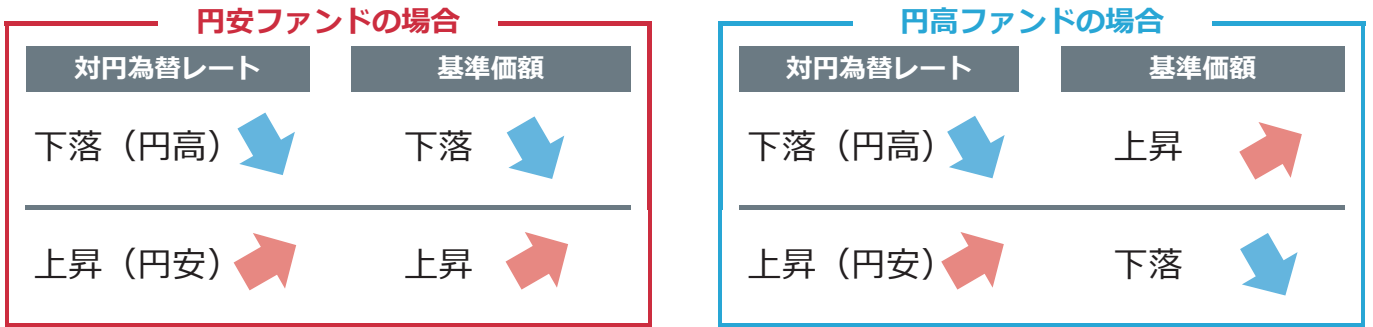 円安ファンドの場合
対円為替レート 基準価額
下落（円高） 下落
上昇（円安） 上昇
円高ファンドの場合
対円為替レート 基準価額
下落（円高） 上昇
上昇（円安） 下落